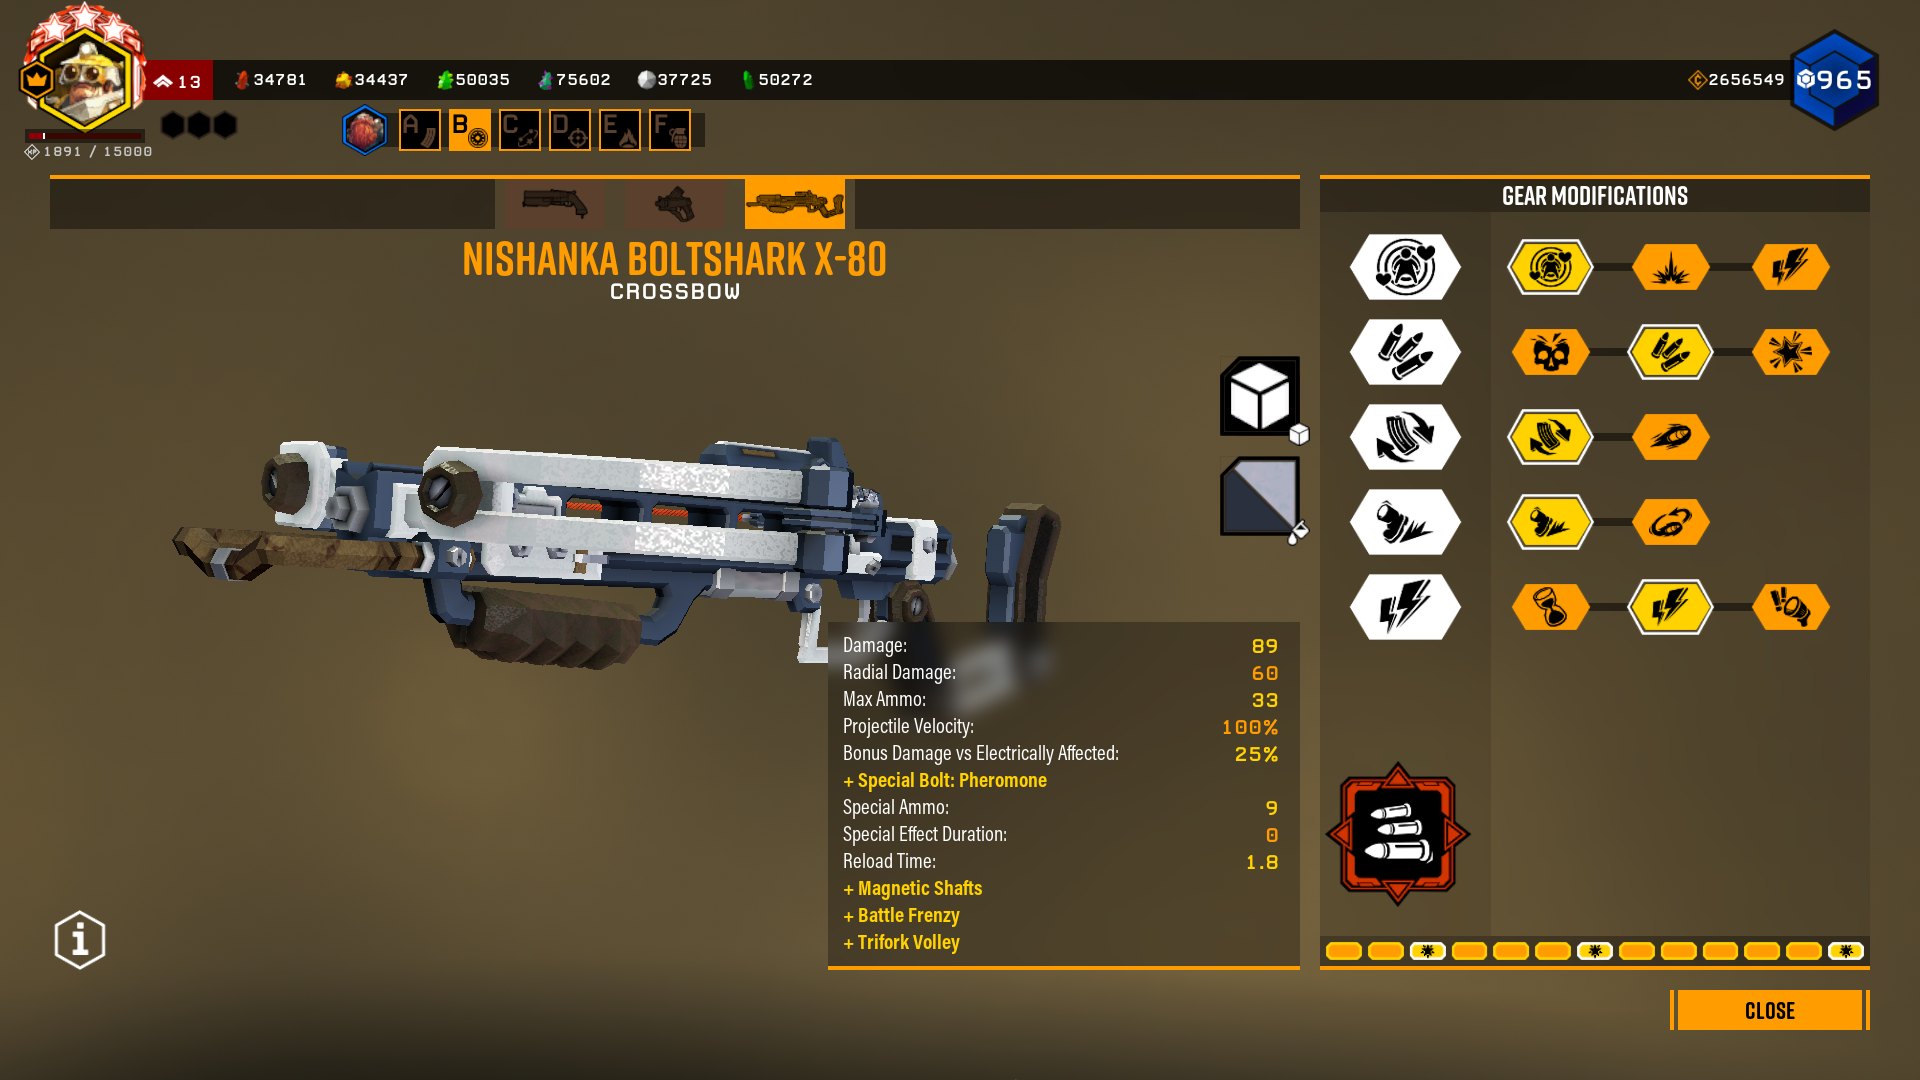 13
34781
34437
50035
75602
37725
50272
2656549
965
1891 / 15000
A
B
C
D
E
F
GEAR MODIFICATIONS
NISHANKA BOLTSHARK X-80
CROSSBOW
Damage: 89
Radial Damage: 60
Max Ammo: 33
Projectile Velocity: 100%
Bonus Damage vs Electrically Affected: 25%
+ Special Bolt: Pheromone
Special Ammo: 9
Special Effect Duration: 0
Reload Time: 1.8
+ Magnetic Shafts
+ Battle Frenzy
+ Trifork Volley
CLOSE